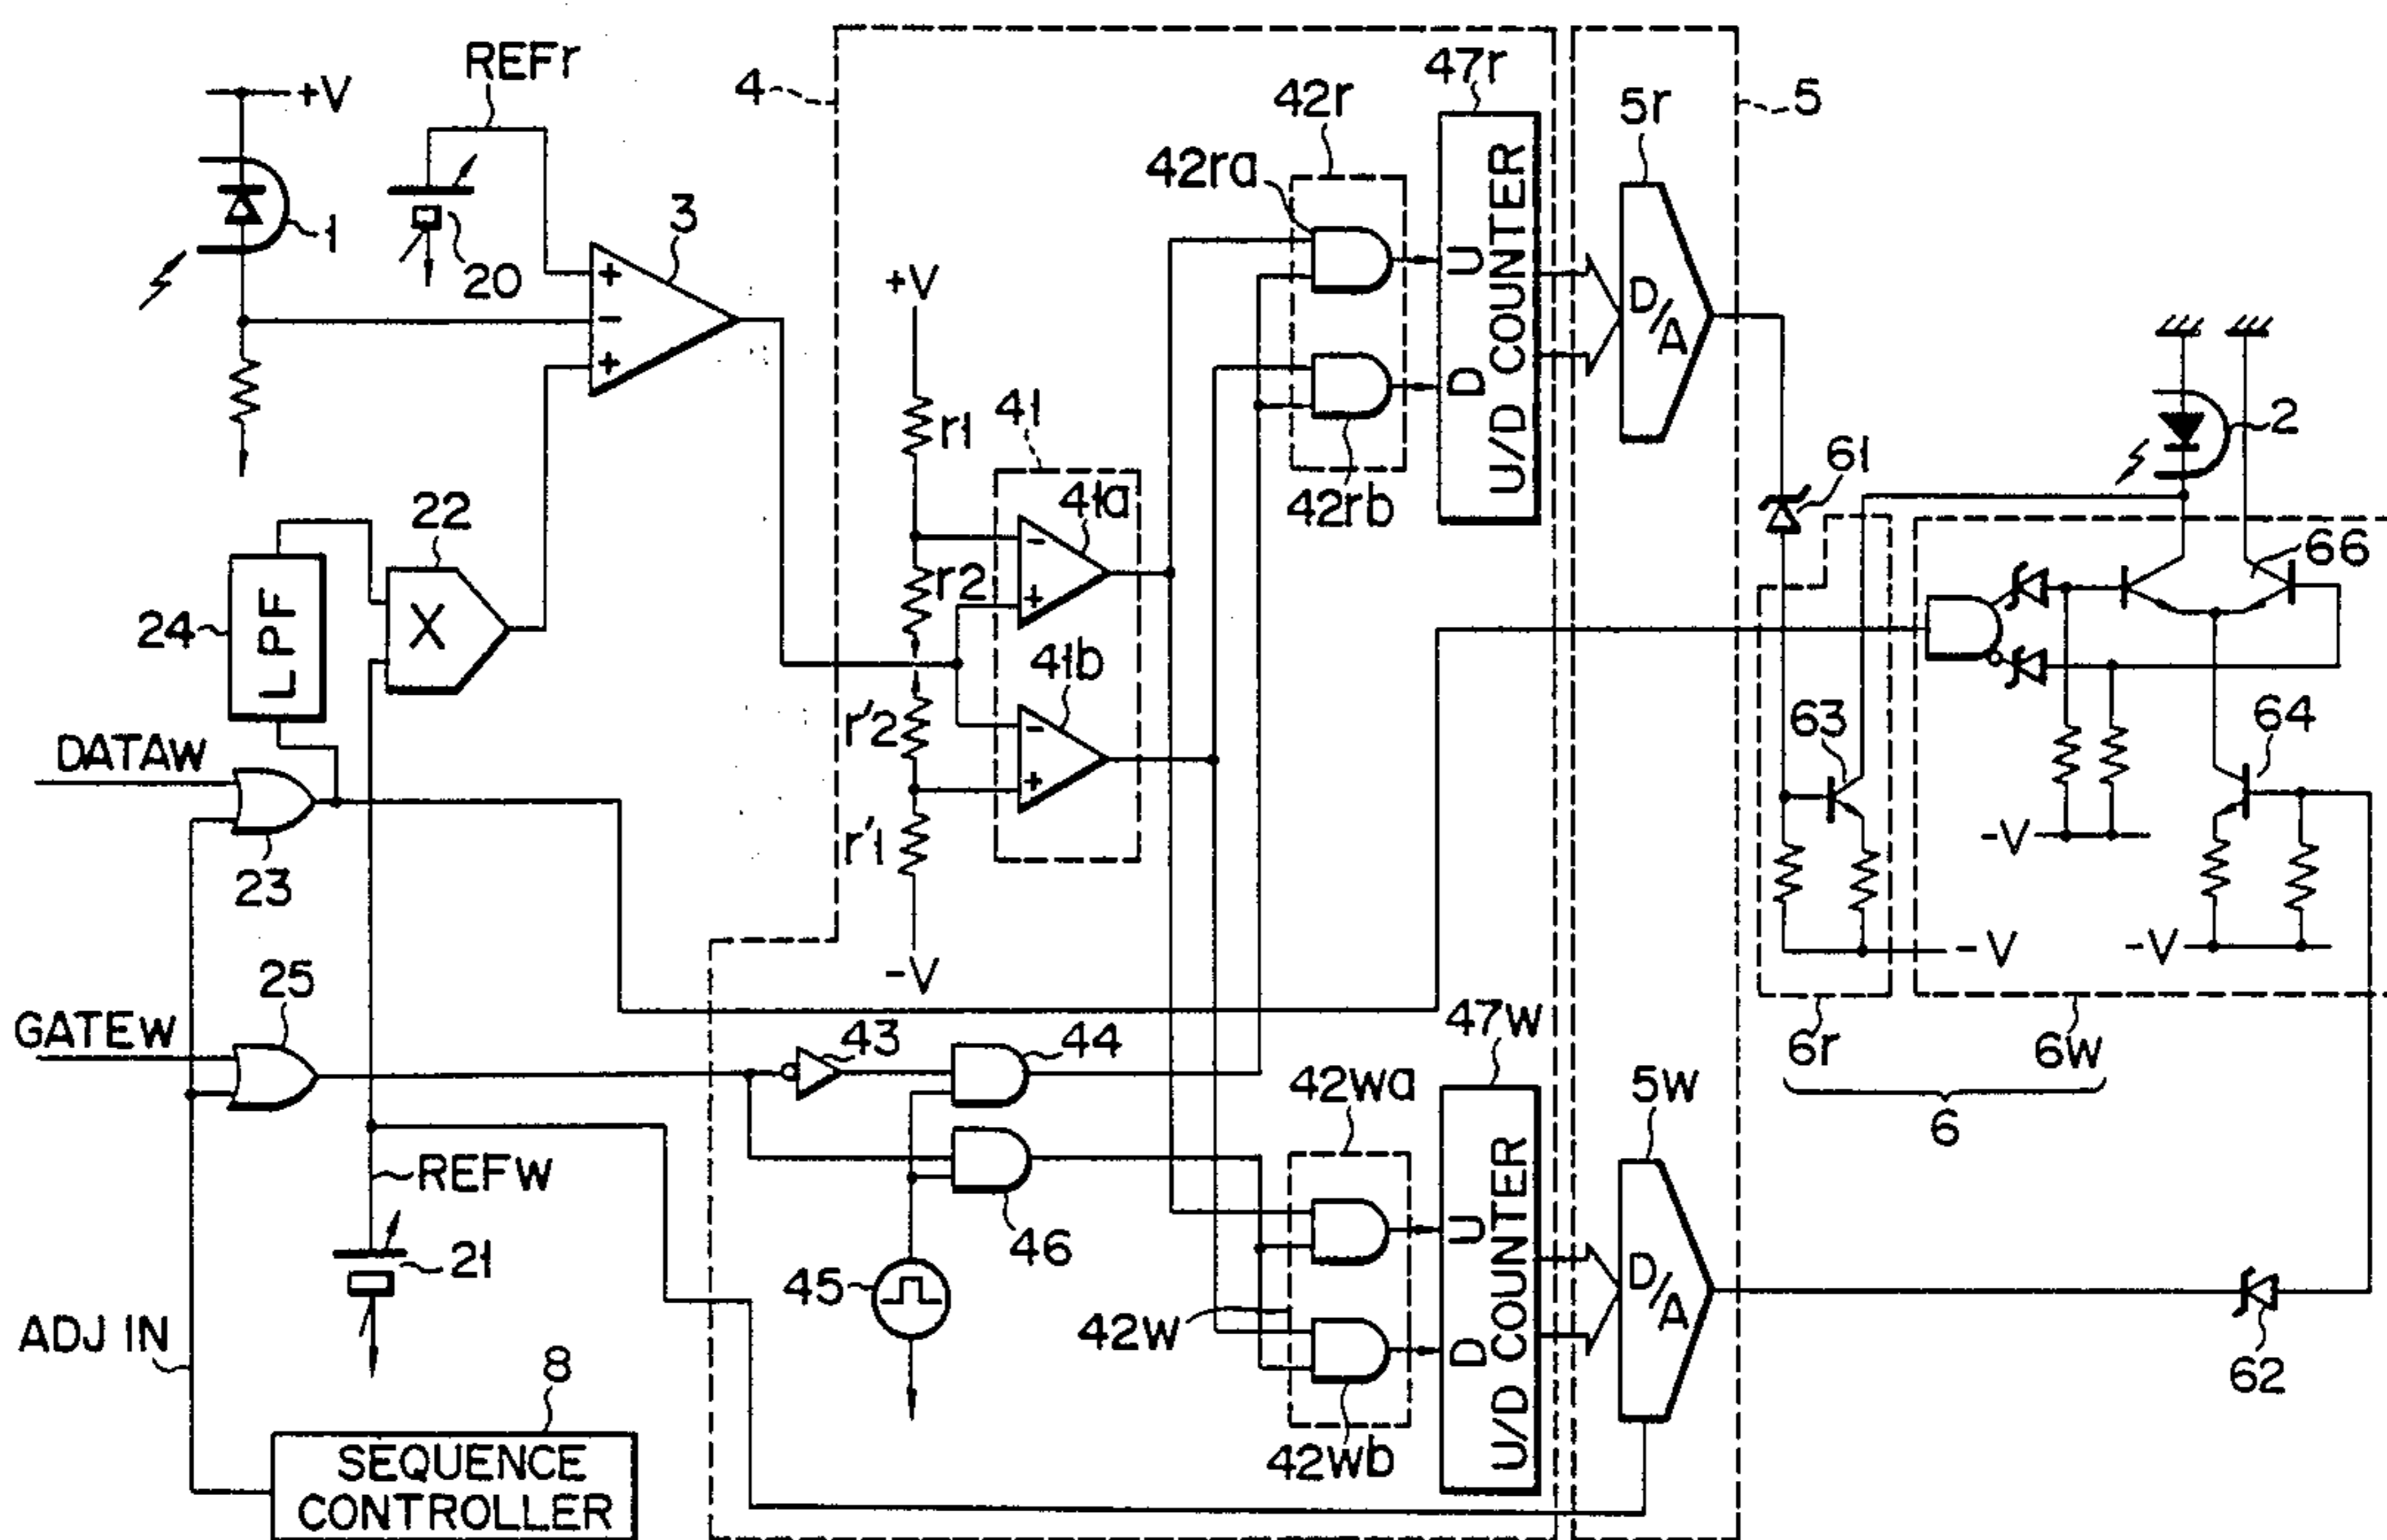 REFr
+V
1
20
3
+
−
+
4
47r
42r
42ra
5r
5
U
D
U/D COUNTER
D/A
42rb
+V
r1
41
41a
−
+
r2
22
X
24
LPF
41b
−
+
r'2
r'1
-V
2
61
66
63
64
-V
-V
-V
DATAW
23
GATEW
25
43
44
47W
6r
6W
6
42wa
5W
REFW
21
46
45
U
D
U/D COUNTER
D/A
42W
42wb
62
ADJ IN
8
SEQUENCE
CONTROLLER